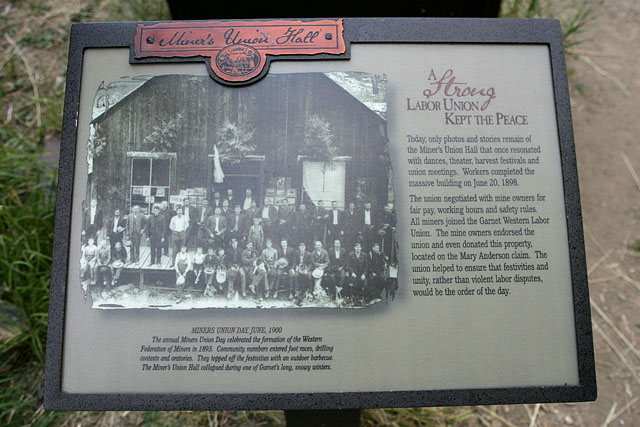 Miner's Union Hall
A
Strong
LABOR UNION
KEPT THE PEACE
Today, only photos and stories remain of
the Miner's Union Hall that once resonated
with dances, theater, harvest festivals and
union meetings. Workers completed the
massive building on June 20, 1898.
The union negotiated with mine owners for
fair pay, working hours and safety rules.
All miners joined the Garnet Western Labor
Union. The mine owners endorsed the
union and even donated this property,
located on the Mary Anderson claim. The
union helped to ensure that festivities and
unity, rather than violent labor disputes,
would be the order of the day.
MINERS UNION DAY, JUNE, 1900
The annual Miners Union Day celebrated the formation of the Western
Federation of Miners in 1893. Community members entered foot races, drilling
contests and oratories. They topped off the festivities with an outdoor barbecue.
The Miner's Union Hall collapsed during one of Garnet's long, snowy winters.